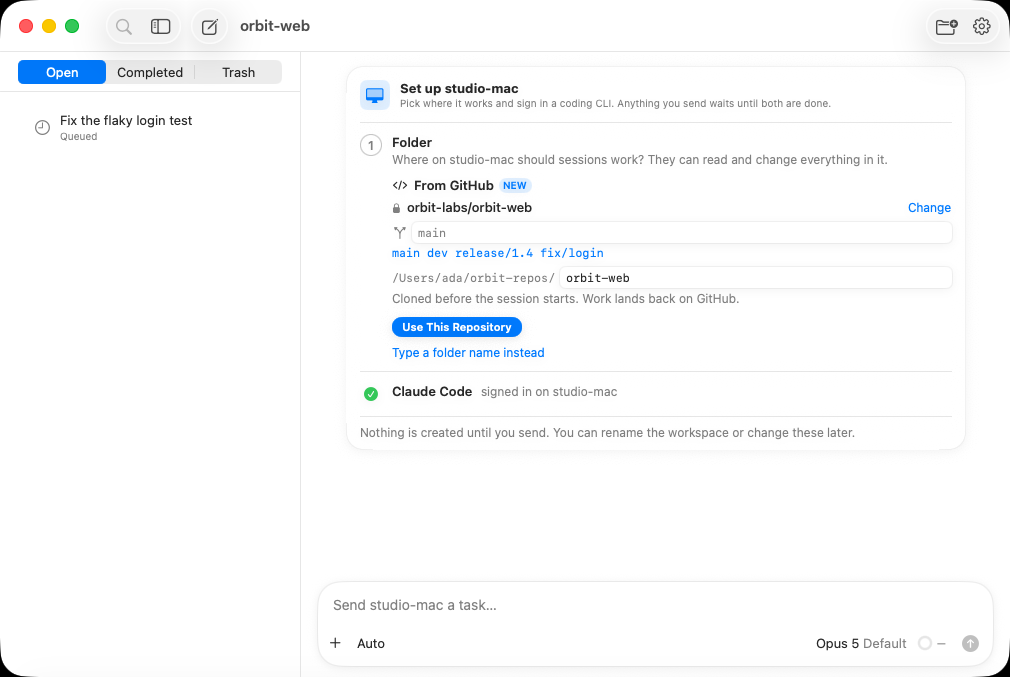 orbit-web
Open Completed Trash
Fix the flaky login test
Queued
Set up studio-mac
Pick where it works and sign in a coding CLI. Anything you send waits until both are done.
1 Folder
Where on studio-mac should sessions work? They can read and change everything in it.
</> From GitHub NEW
orbit-labs/orbit-web Change
main
main dev release/1.4 fix/login
/Users/ada/orbit-repos/ orbit-web
Cloned before the session starts. Work lands back on GitHub.
Use This Repository
Type a folder name instead
Claude Code signed in on studio-mac
Nothing is created until you send. You can rename the workspace or change these later.
Send studio-mac a task...
+ Auto Opus 5 Default –